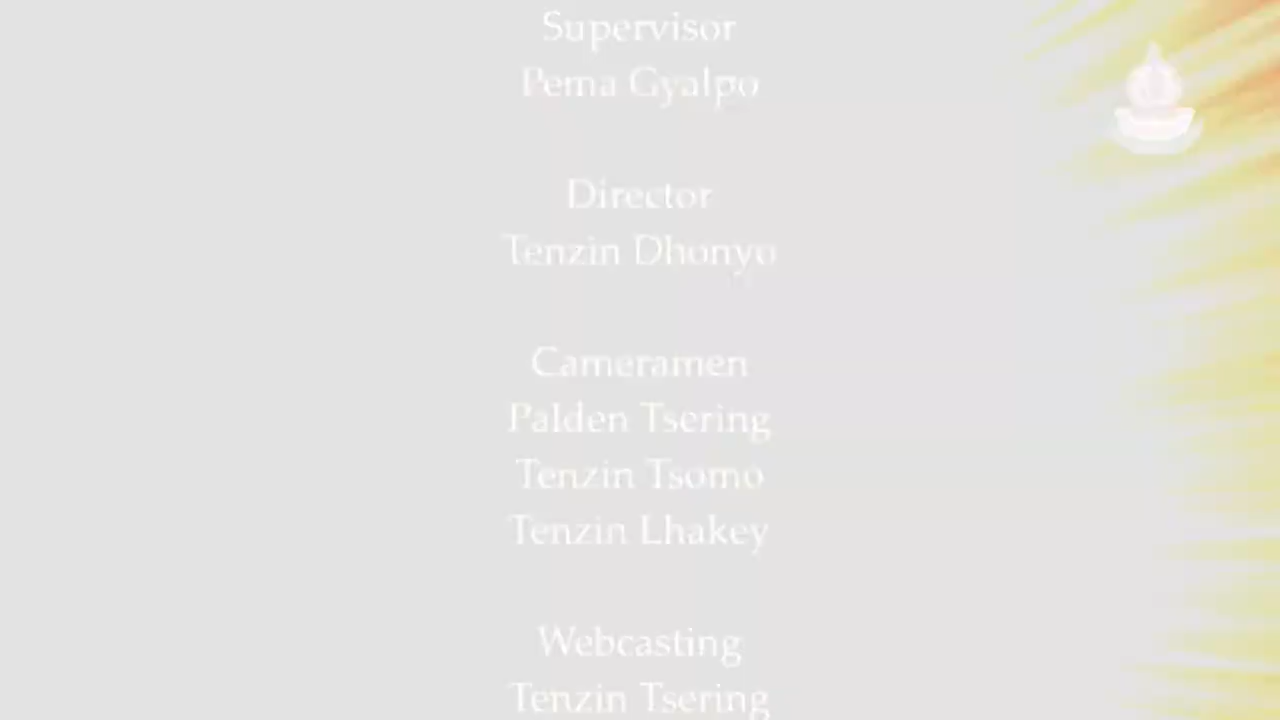 Supervisor
Pema Gyalpo
Director
Tenzin Dhonyo
Cameramen
Palden Tsering
Tenzin Tsomo
Tenzin Lhakey
Webcasting
Tenzin Tsering